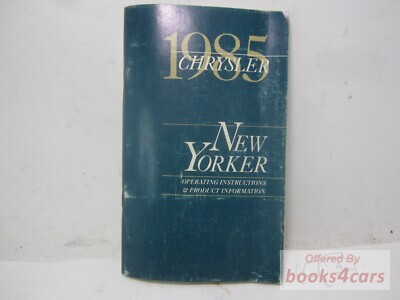 1985
CHRYSLER
NEW
YORKER
OPERATING INSTRUCTIONS
& PRODUCT INFORMATION
Offered By
books4cars